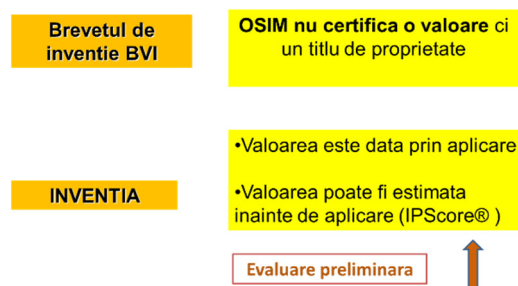 Brevetul de
inventie BVI
OSIM nu certifica o valoare ci
un titlu de proprietate
INVENTIA
•Valoarea este data prin aplicare
•Valoarea poate fi estimata
inainte de aplicare (IPScore® )
Evaluare preliminara